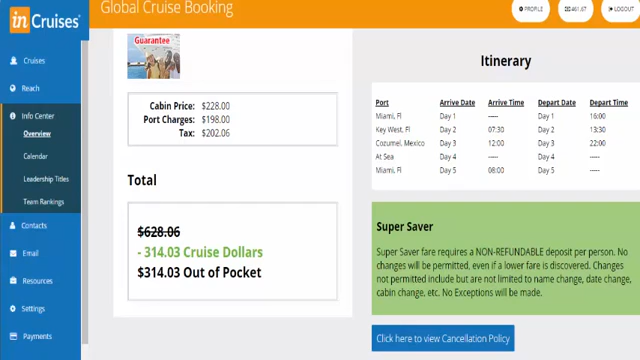 in Cruises
Global Cruise Booking
PROFILE
LOGOUT
Cruises
Reach
Info Center
Overview
Calendar
Leadership Titles
Team Rankings
Contacts
Email
Resources
Settings
Payments
Guarantee
Cabin Price: $228.00
Port Charges: $198.00
Tax: $202.06
Total
$628.06
- 314.03 Cruise Dollars
$314.03 Out of Pocket
Itinerary
Port Arrive Date Arrive Time Depart Date Depart Time
Miami, Fl Day 1 ----- Day 1 16:00
Key West, Fl Day 2 07:30 Day 2 13:30
Cozumel, Mexico Day 3 12:00 Day 3 22:00
At Sea Day 4 ----- Day 4 -----
Miami, Fl Day 5 08:00 Day 5 -----
Super Saver
Super Saver fare requires a NON-REFUNDABLE deposit per person. No
changes will be permitted, even if a lower fare is discovered. Changes
not permitted include but are not limited to name change, date change,
cabin change, etc. No Exceptions will be made.
Click here to view Cancellation Policy